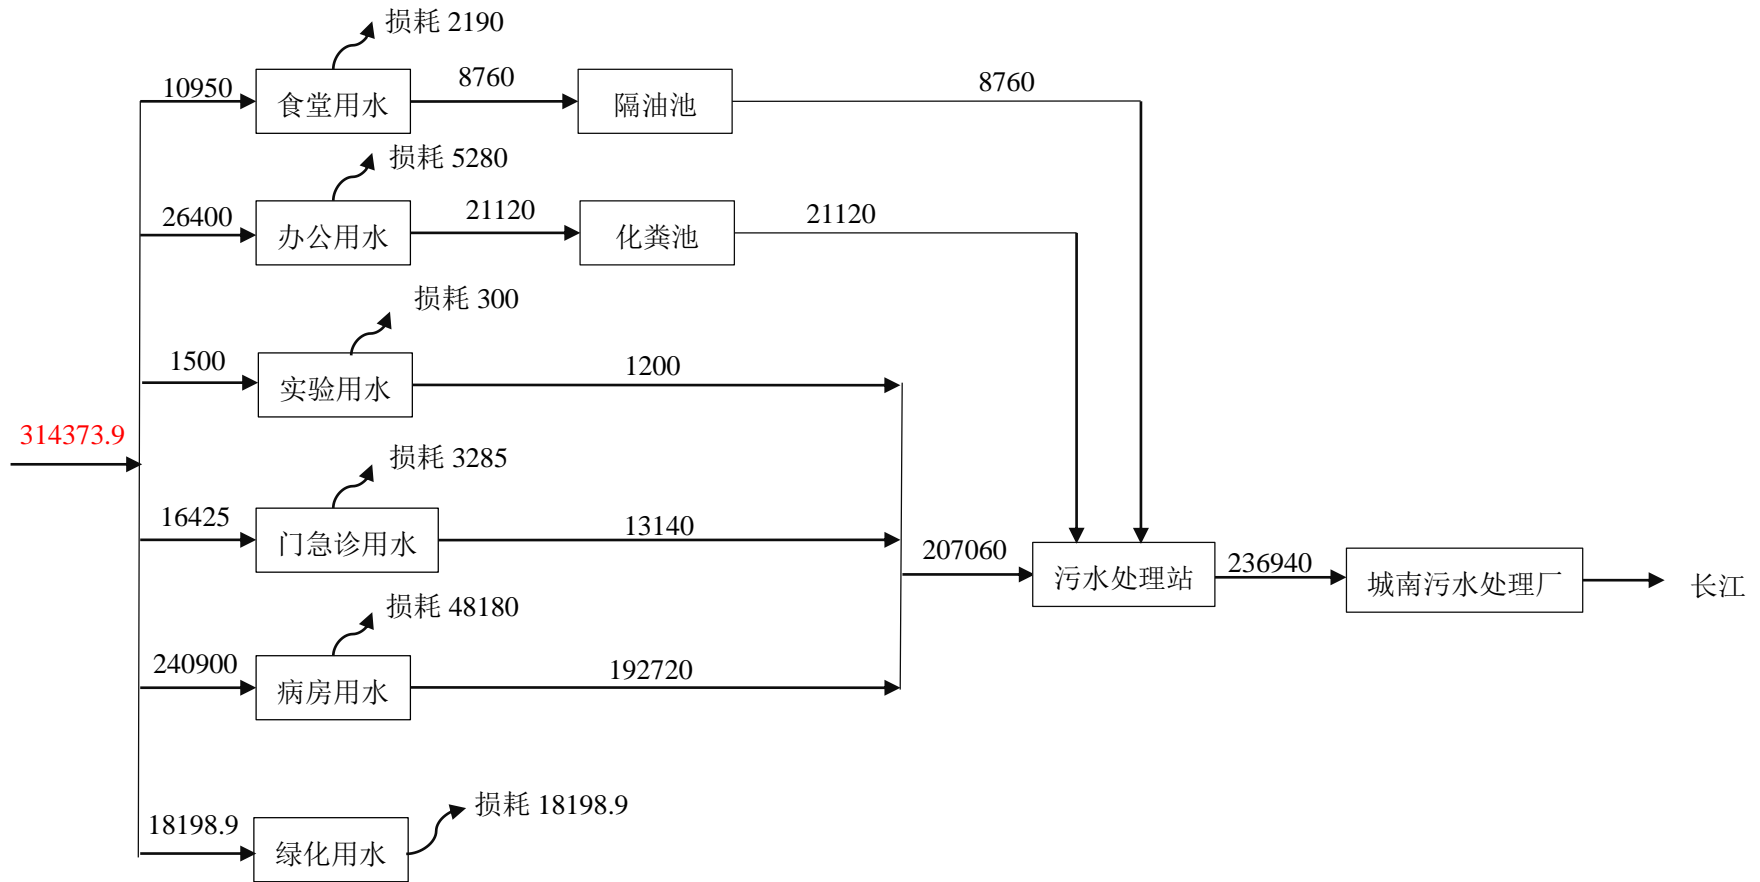 损耗 2190
10950
食堂用水
8760
隔油池
8760
损耗 5280
26400
办公用水
21120
化粪池
21120
损耗 300
1500
实验用水
1200
314373.9
损耗 3285
16425
门急诊用水
13140
207060
污水处理站
236940
城南污水处理厂
长江
损耗 48180
240900
病房用水
192720
损耗 18198.9
18198.9
绿化用水